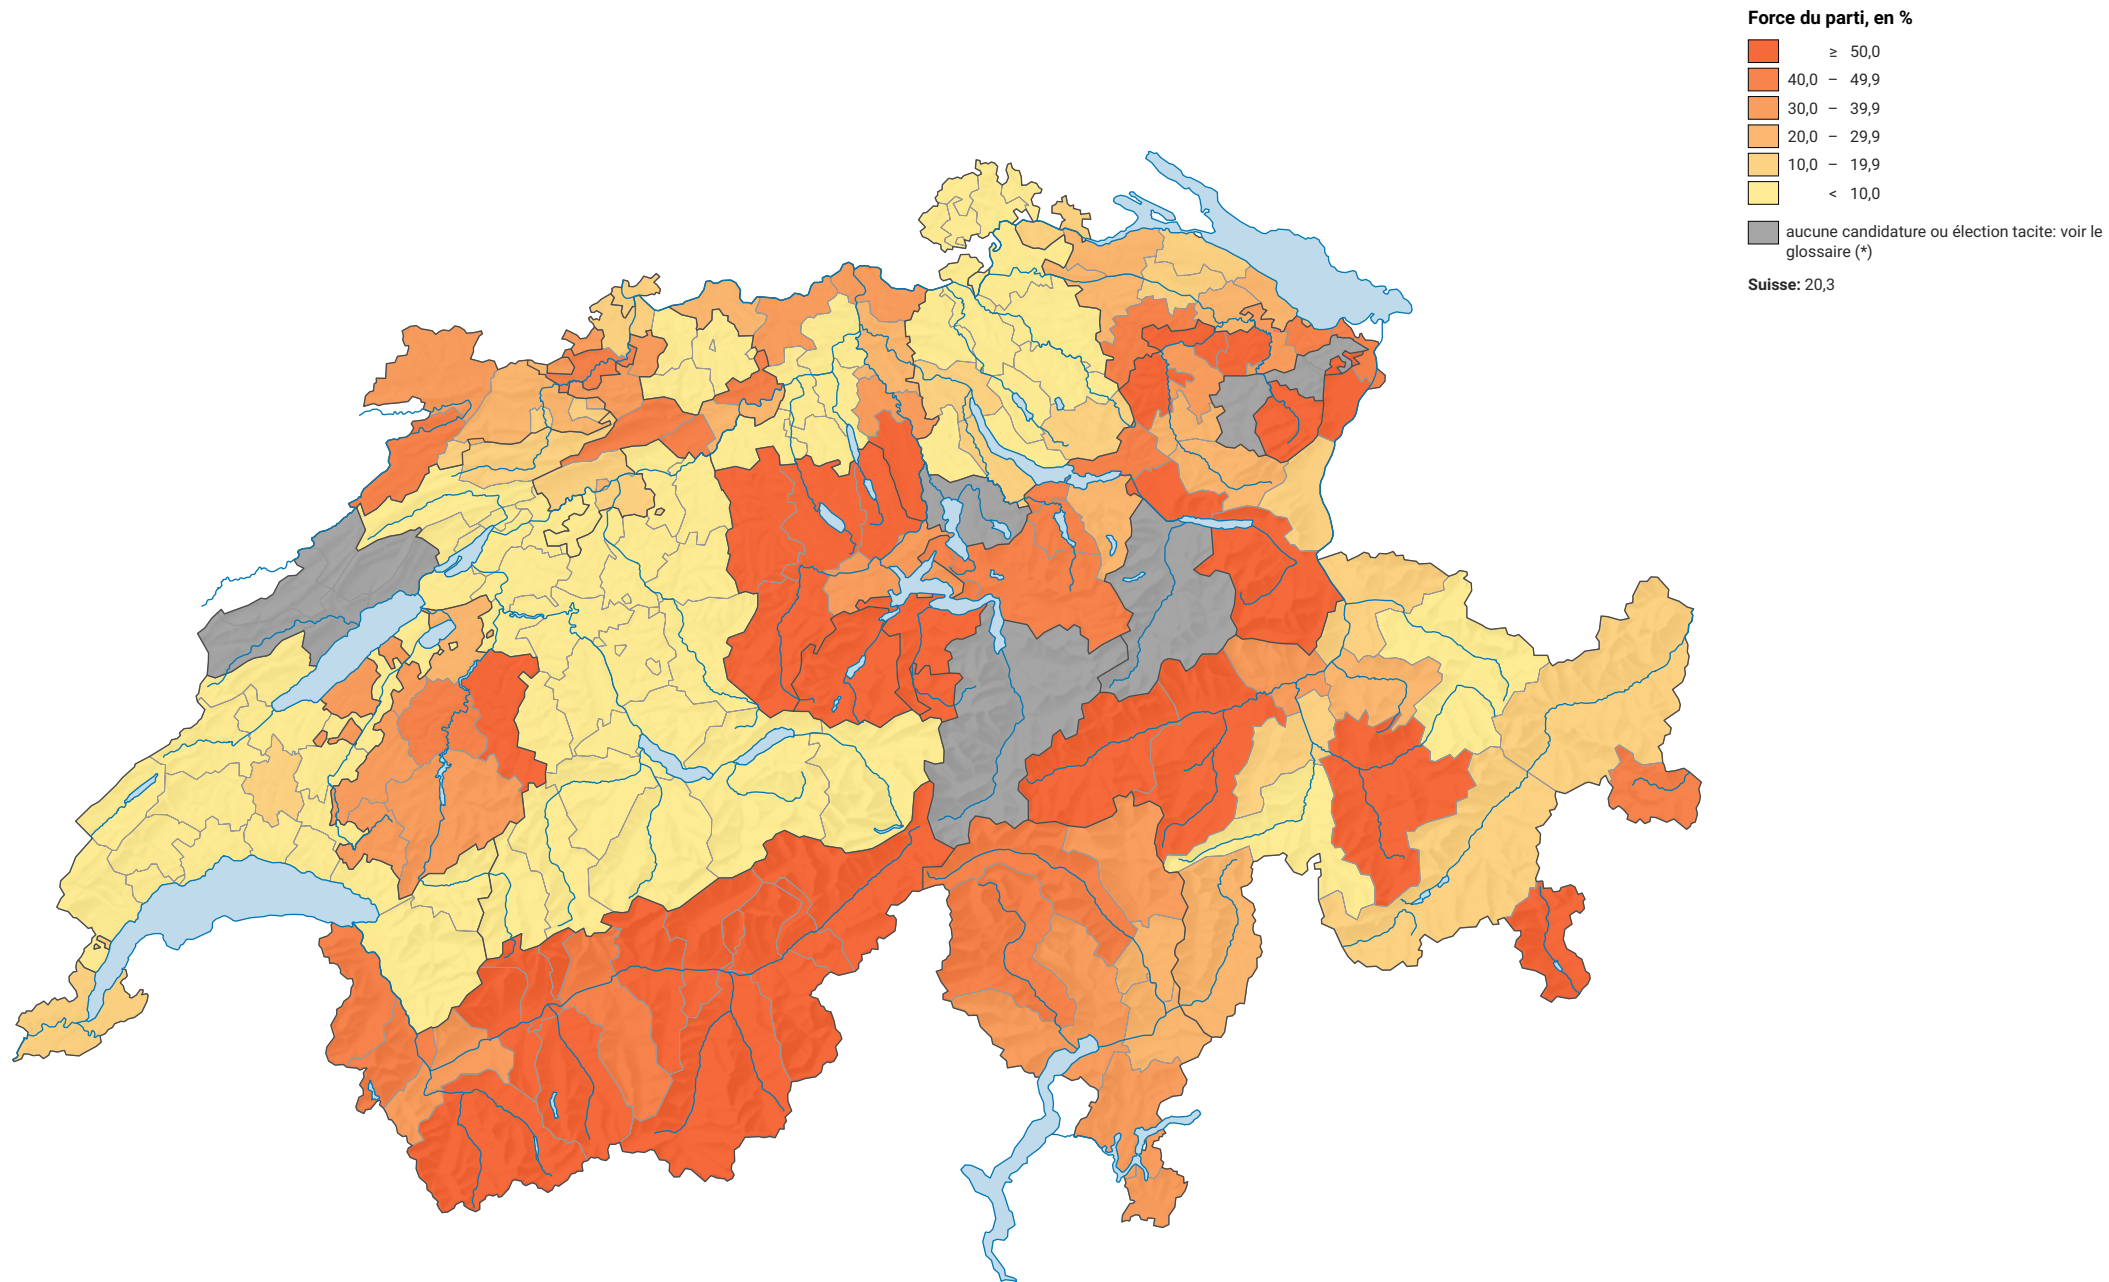 Force du parti, en %
≥ 50,0
40,0 – 49,9
30,0 – 39,9
20,0 – 29,9
10,0 – 19,9
< 10,0
aucune candidature ou élection tacite: voir le
glossaire (*)
Suisse: 20,3